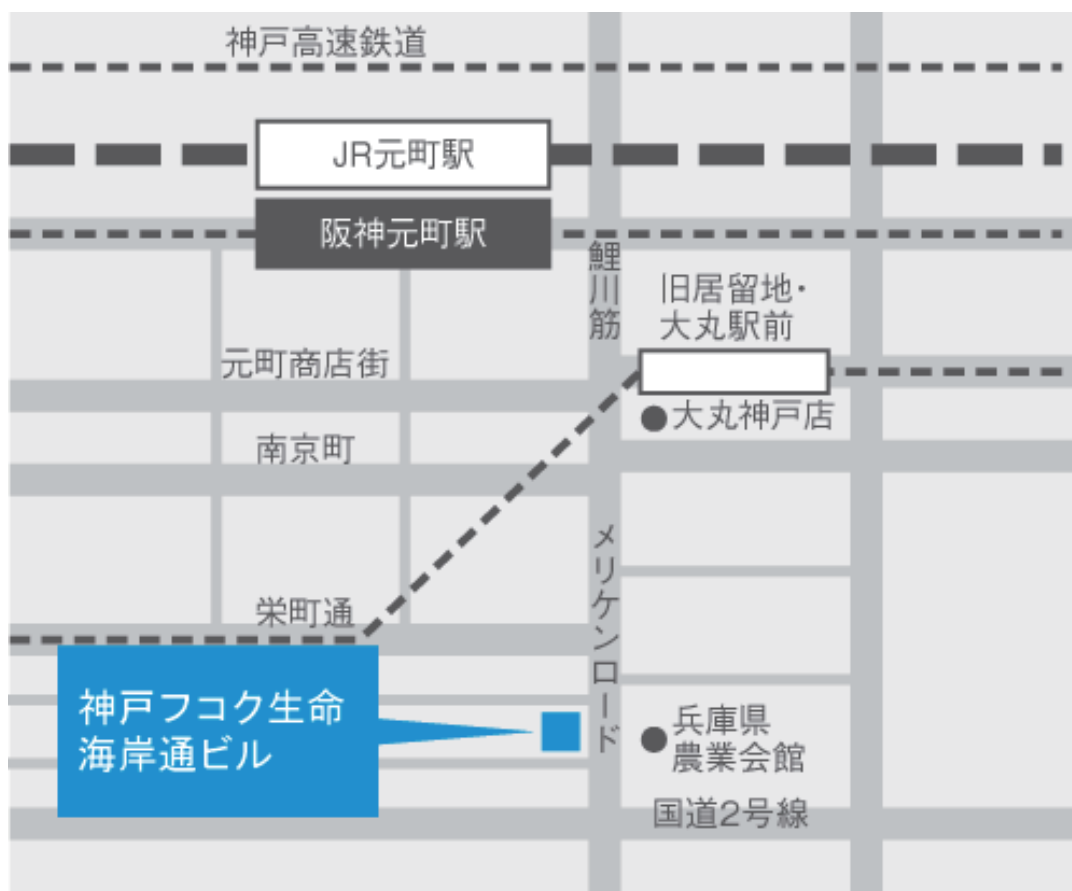 神戸高速鉄道
JR元町駅
阪神元町駅
鯉川筋
旧居留地・
大丸駅前
元町商店街
大丸神戸店
南京町
メリケンロード
栄町通
神戸フコク生命
海岸通ビル
兵庫県
農業会館
国道2号線